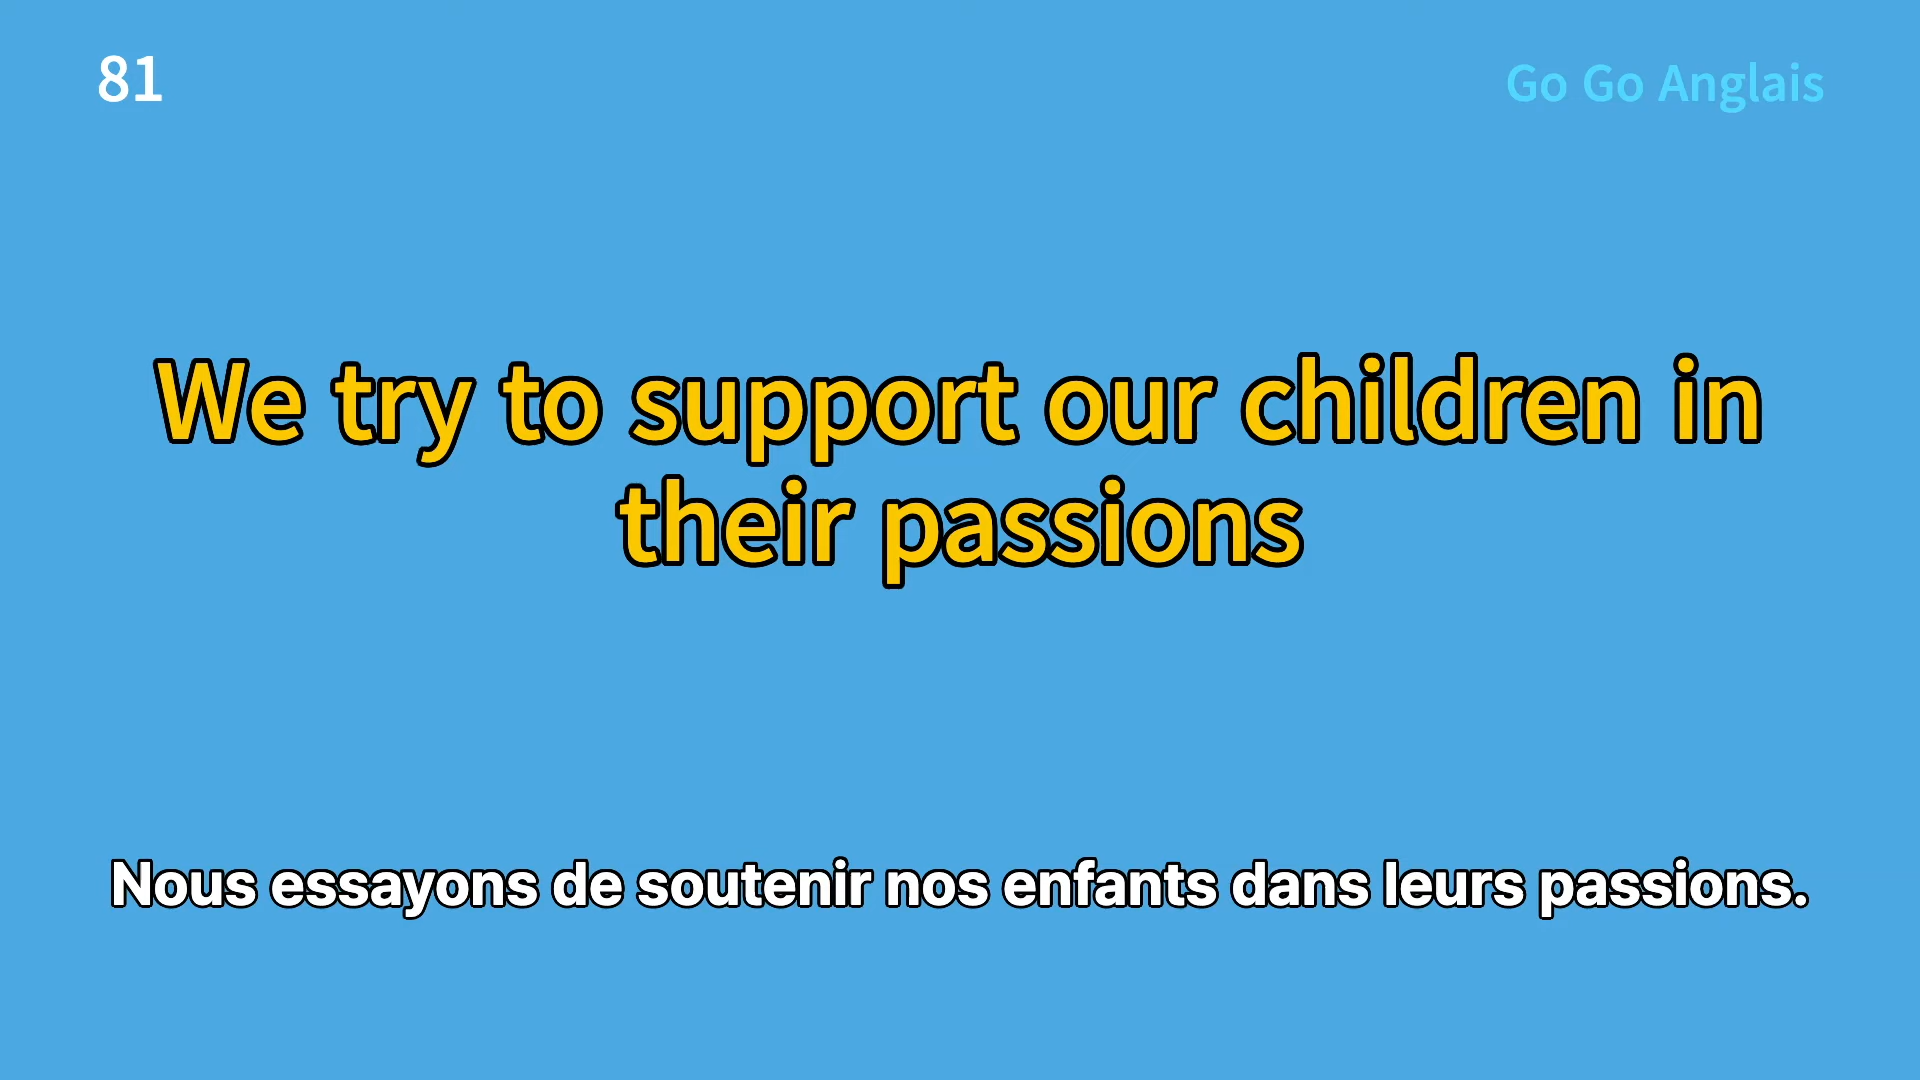 81
Go Go Anglais
We try to support our children in
their passions
Nous essayons de soutenir nos enfants dans leurs passions.